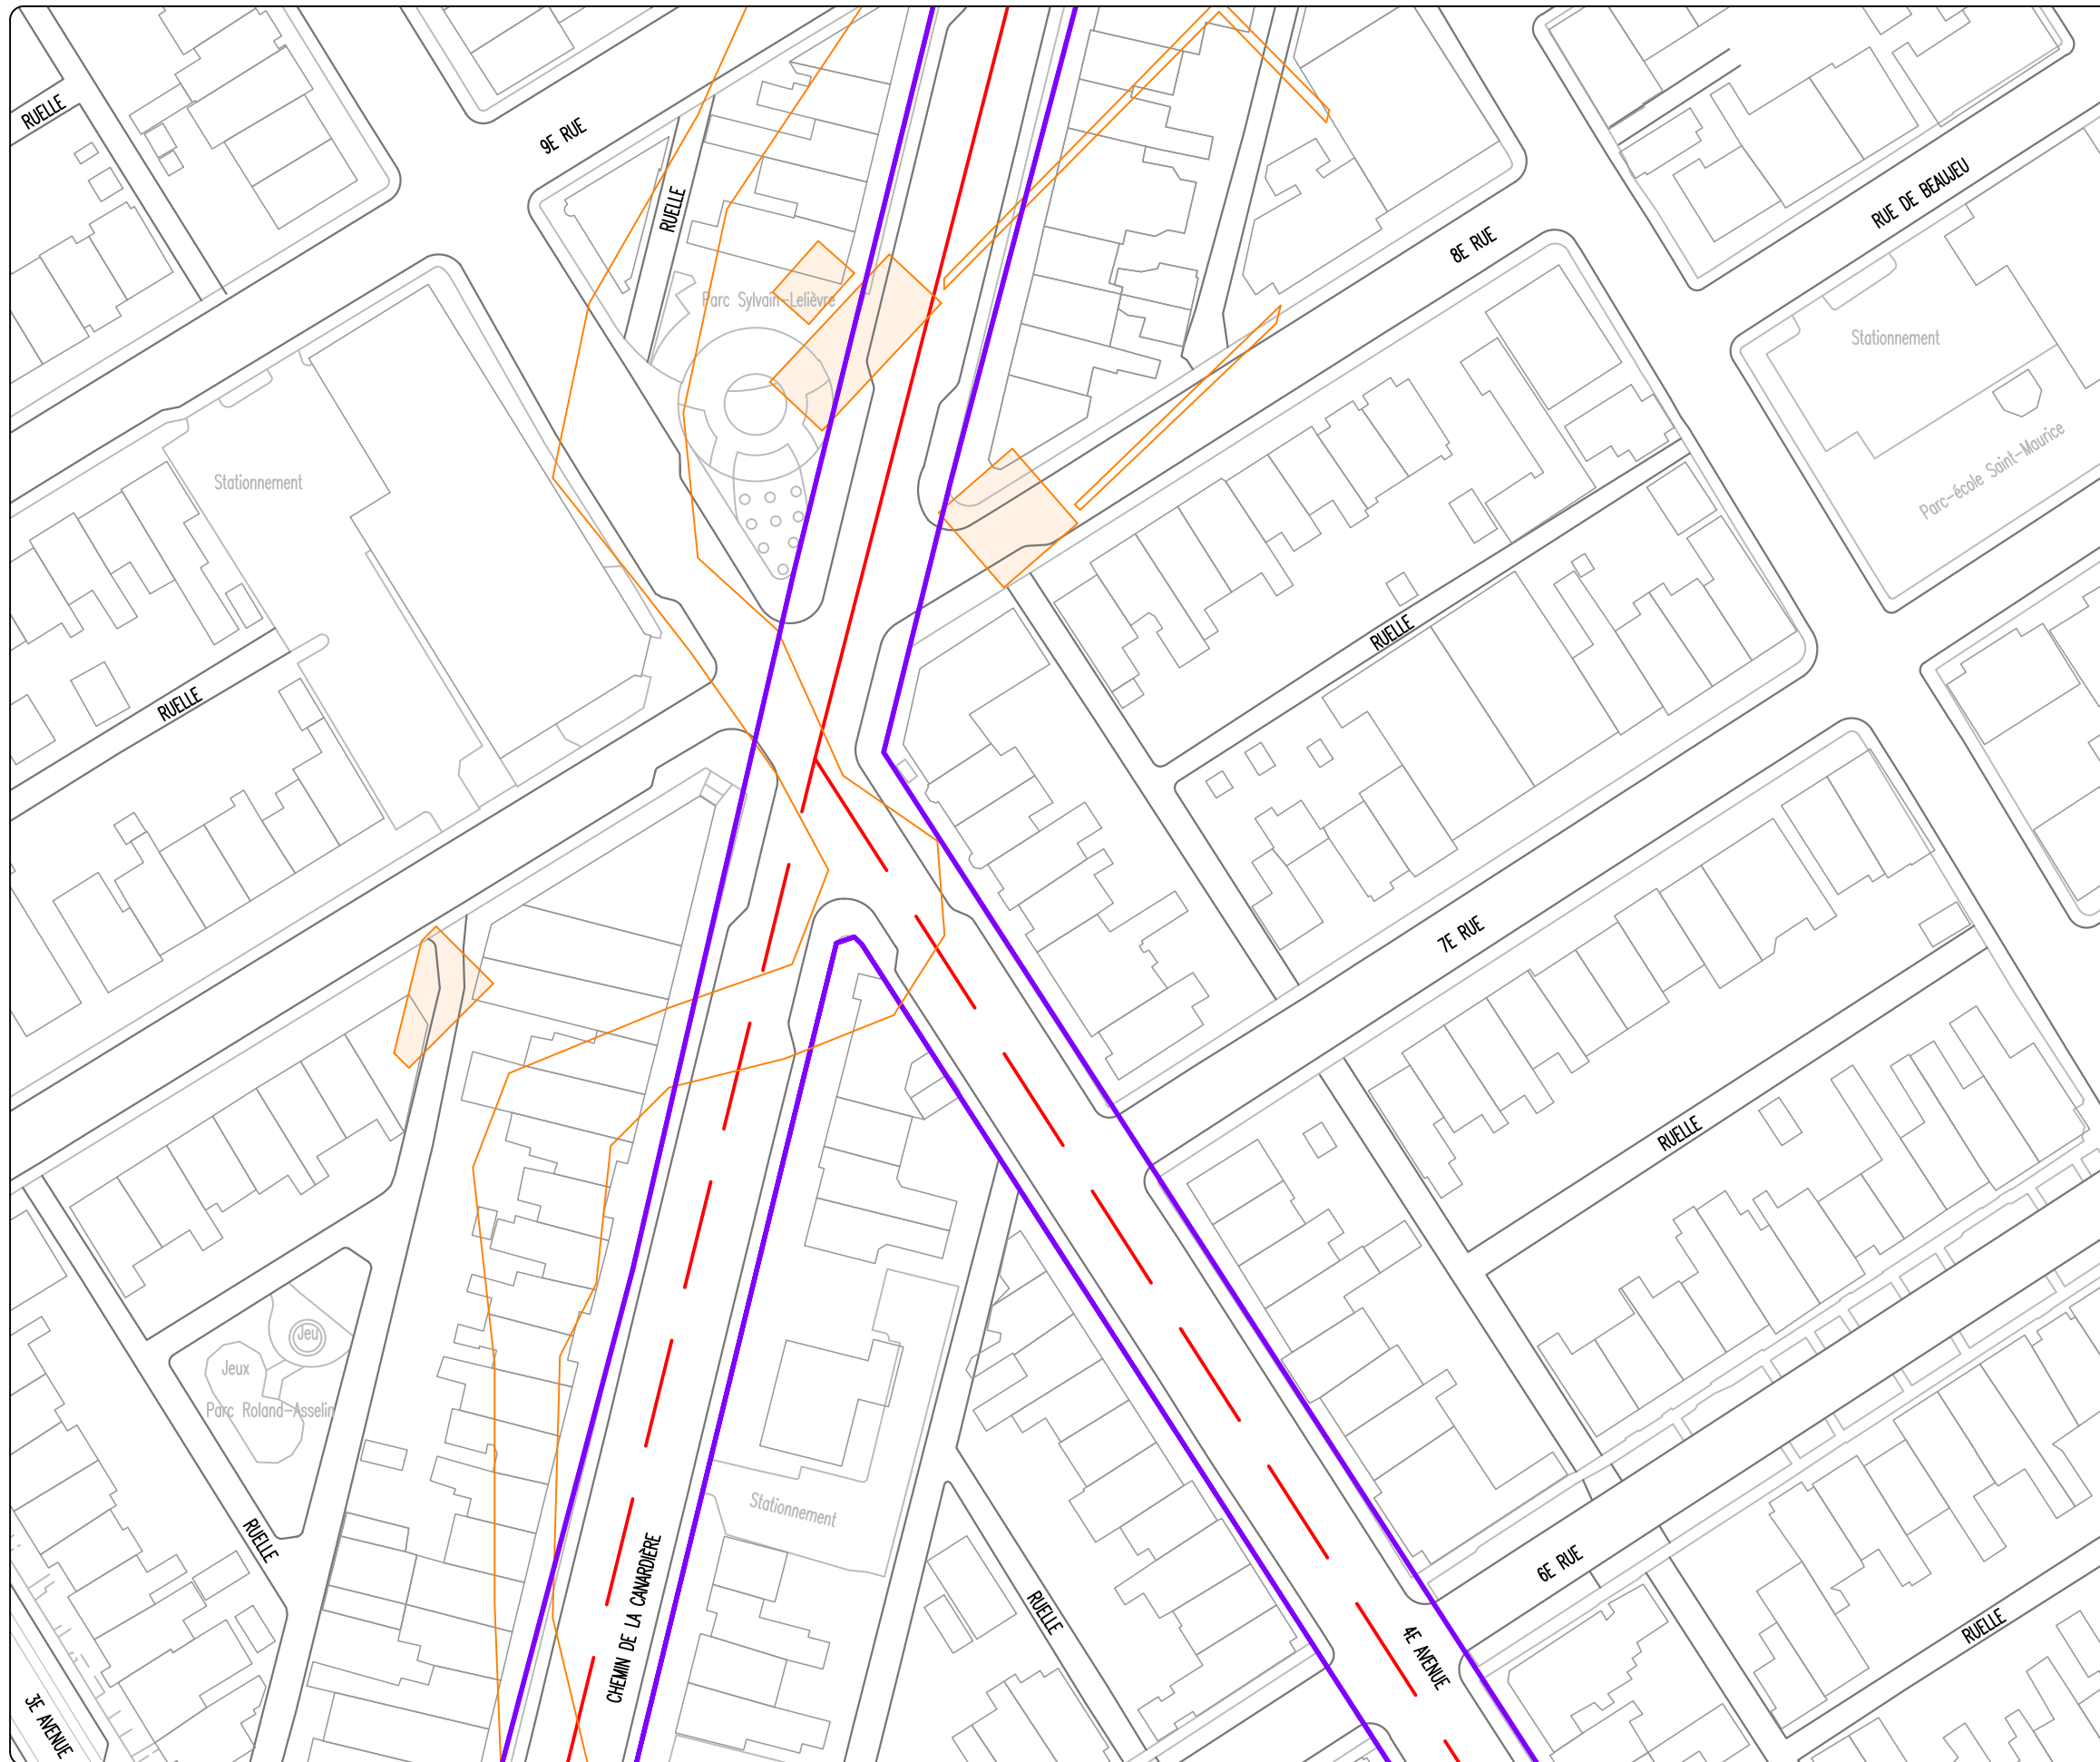 RUELLE
9E RUE
RUELLE
RUE DE BEAUJEU
8E RUE
Parc Sylvain-Lelièvre
Stationnement
Stationnement
Parc-école Saint-Maurice
RUELLE
RUELLE
7E RUE
RUELLE
Jeu
Jeux
Parc Roland-Asselin
Stationnement
RUELLE
6E RUE
RUELLE
CHEMIN DE LA CANARDIÈRE
4E AVENUE
RUELLE
3E AVENUE